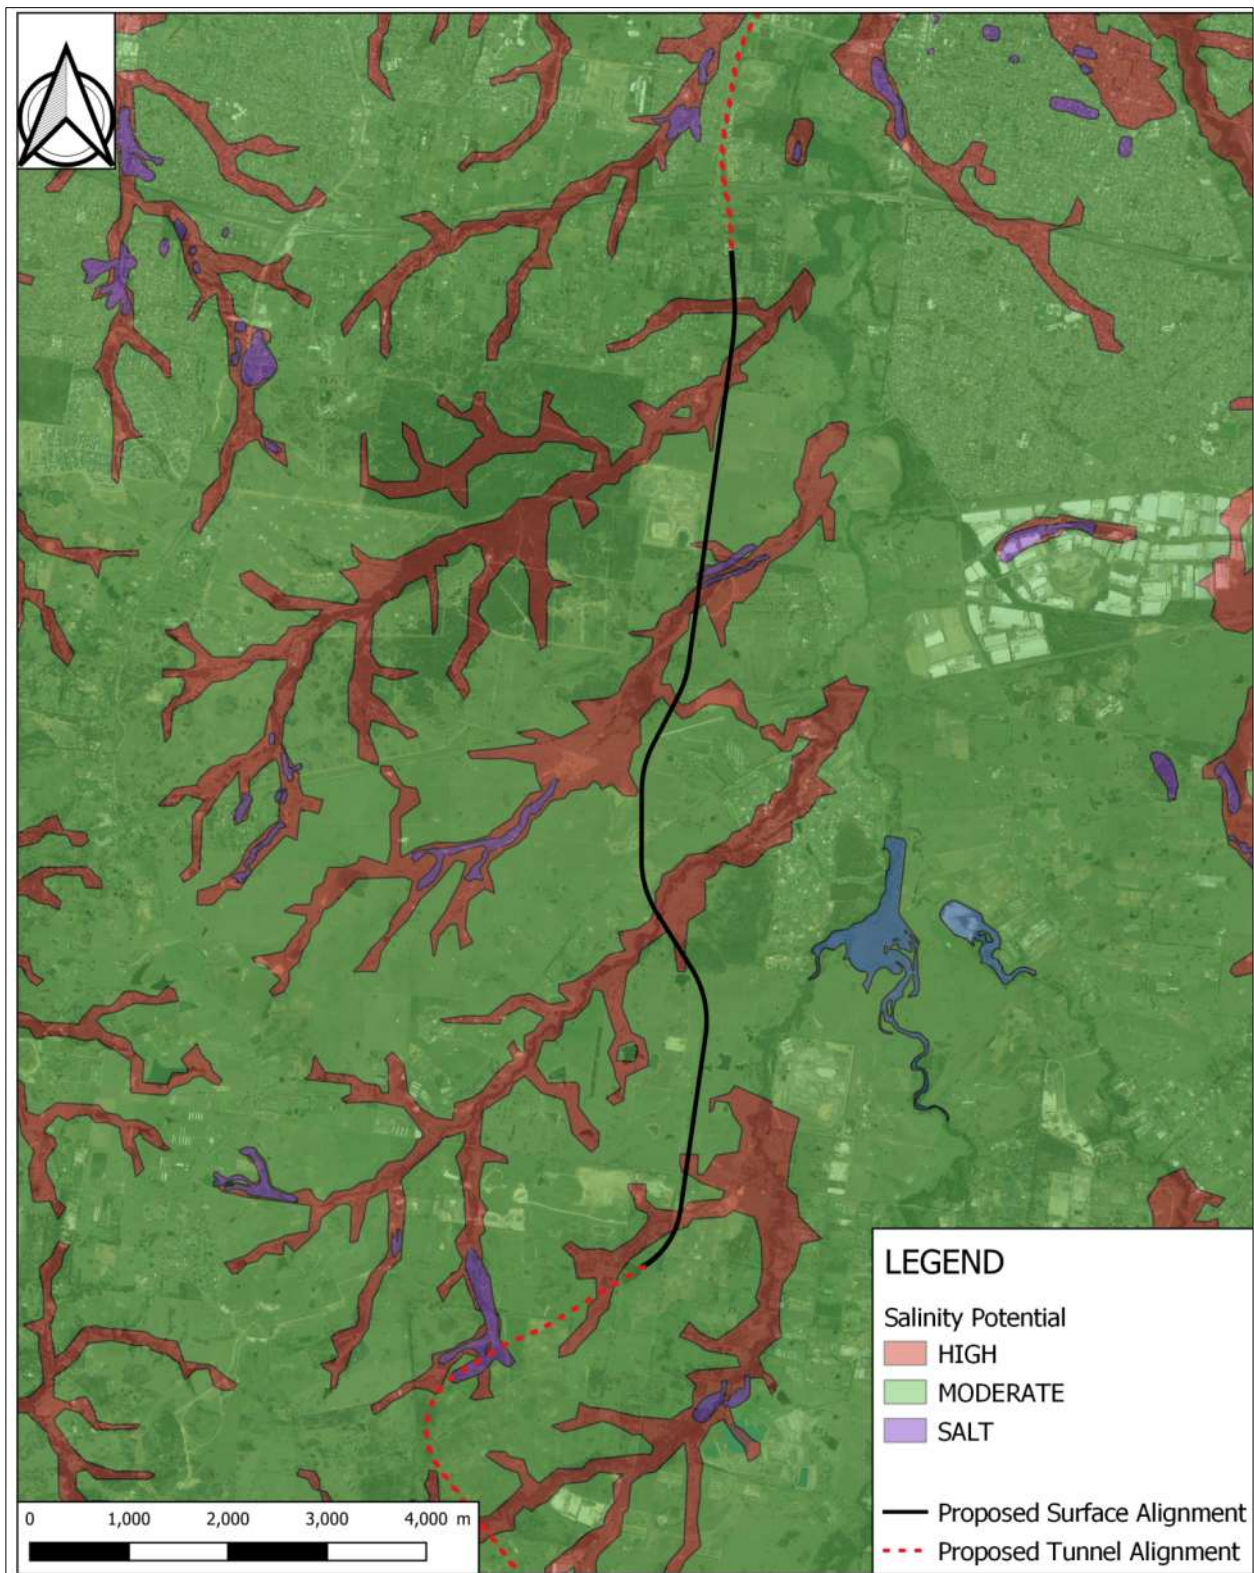 LEGEND
Salinity Potential
HIGH
MODERATE
SALT
Proposed Surface Alignment
Proposed Tunnel Alignment
0 1,000 2,000 3,000 4,000 m